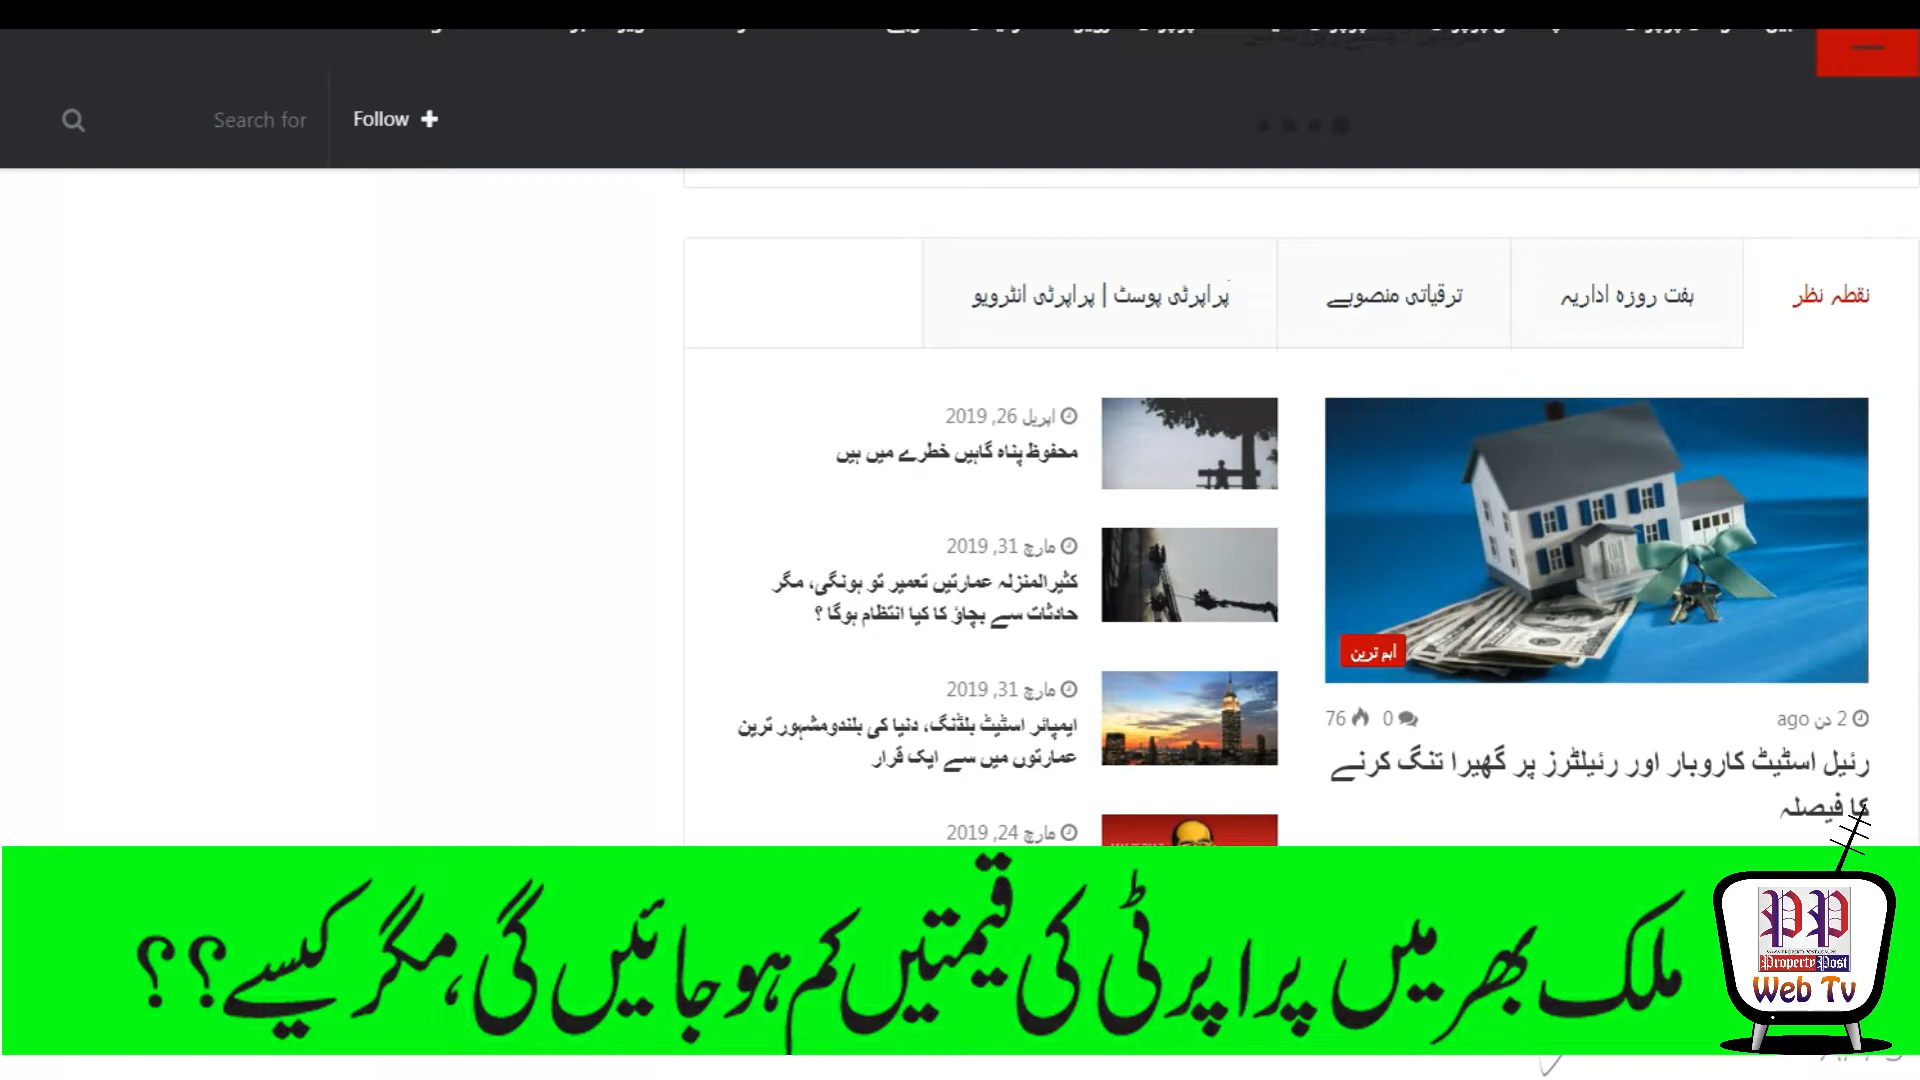 Search for
Follow
نقطہ نظر
ہفت روزہ اداریہ
ترقیاتی منصوبے
پراپرٹی پوسٹ | پراپرٹی انٹرویو
اہم ترین
2 دن ago
0
76
رئیل اسٹیٹ کاروبار اور رئیلٹرز پر گھیرا تنگ کرنے
کا فیصلہ
اپریل 26, 2019
محفوظ پناہ گاہیں خطرے میں ہیں
مارچ 31, 2019
کثیرالمنزلہ عمارتیں تعمیر تو ہونگی، مگر
حادثات سے بچاؤ کا کیا انتظام ہوگا ؟
مارچ 31, 2019
ایمپائر اسٹیٹ بلڈنگ، دنیا کی بلندومشہور ترین
عمارتوں میں سے ایک قرار
مارچ 24, 2019
ملک بھر میں پراپرٹی کی قیمتیں کم ہو جائیں گی، مگر کیسے؟؟
PP
Property Post
Web Tv